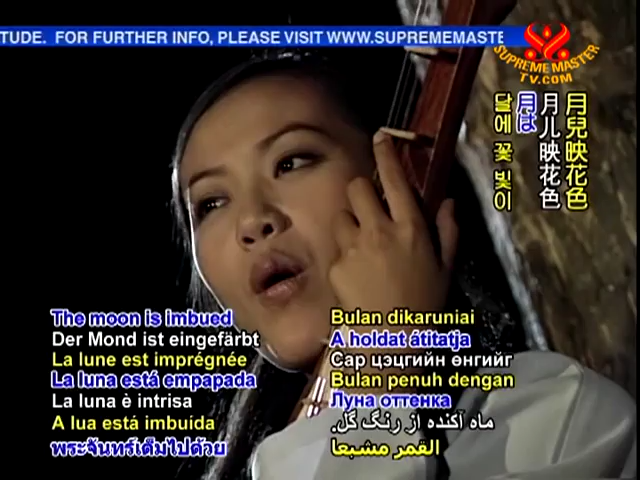 TUDE. FOR FURTHER INFO, PLEASE VISIT WWW.SUPREMEMASTE
SUPREME MASTER
TV.COM
月兒映花色
月儿映花色
月は
달에 꽃 빛이
The moon is imbued
Der Mond ist eingefärbt
La lune est imprégnée
La luna está empapada
La luna è intrisa
A lua está imbuída
พระจันทร์เต็มไปด้วย
Bulan dikaruniai
A holdat átitatja
Сар цэцгийн өнгийг
Bulan penuh dengan
Луна оттенка
ماه آکنده از رنگ گل.
القمر مشبعا